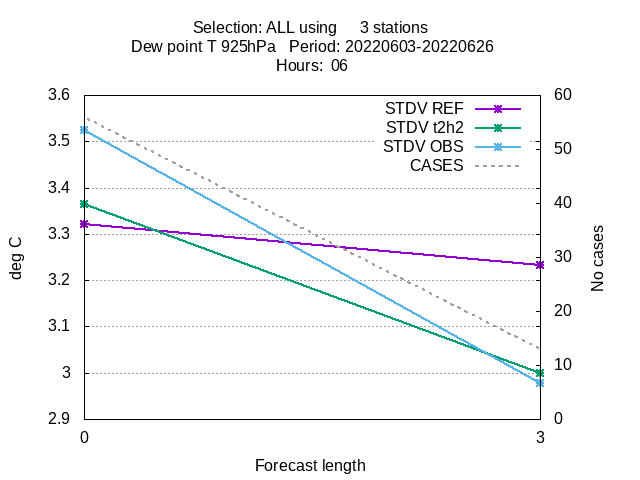 Selection: ALL using 3 stations
Dew point T 925hPa Period: 20220603-20220626
Hours: 06
3.6
3.5
3.4
3.3
3.2
3.1
3
2.9
60
50
40
30
20
10
0
STDV REF
STDV t2h2
STDV OBS
CASES
deg C
No cases
0
3
Forecast length